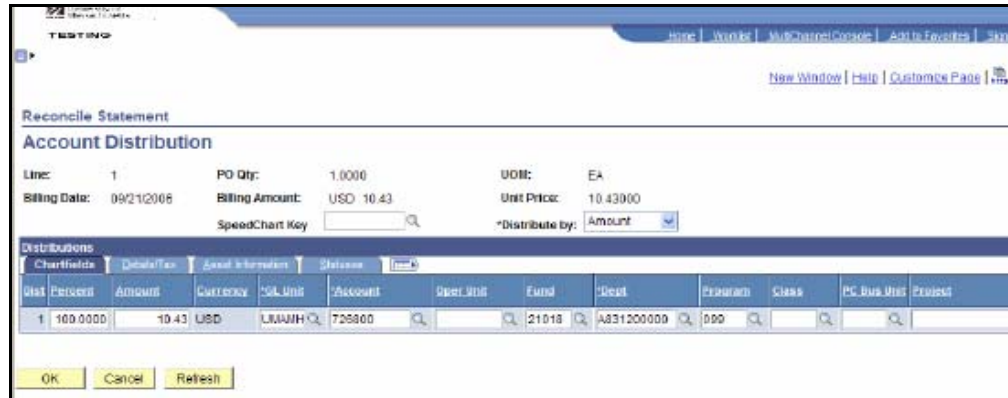 TESTING
Home | Worklist | MultiChannel Console | Add to Favorites | Sign
New Window | Help | Customize Page |
Reconcile Statement
Account Distribution
Line: 1 PO Qty: 1.0000 UOM: EA
Billing Date: 09/21/2006 Billing Amount: USD 10.43 Unit Price: 10.43000
SpeedChart Key *Distribute by: Amount
Distributions
Chartfields Details/Tax Asset Information Statuses
Dist Percent Amount Currency *GL Unit *Account Oper Unit Fund *Dept Program Class PC Bus Unit Project
1 100.0000 10.43 USD UMAMH 726800 21018 A831200000 099
OK Cancel Refresh